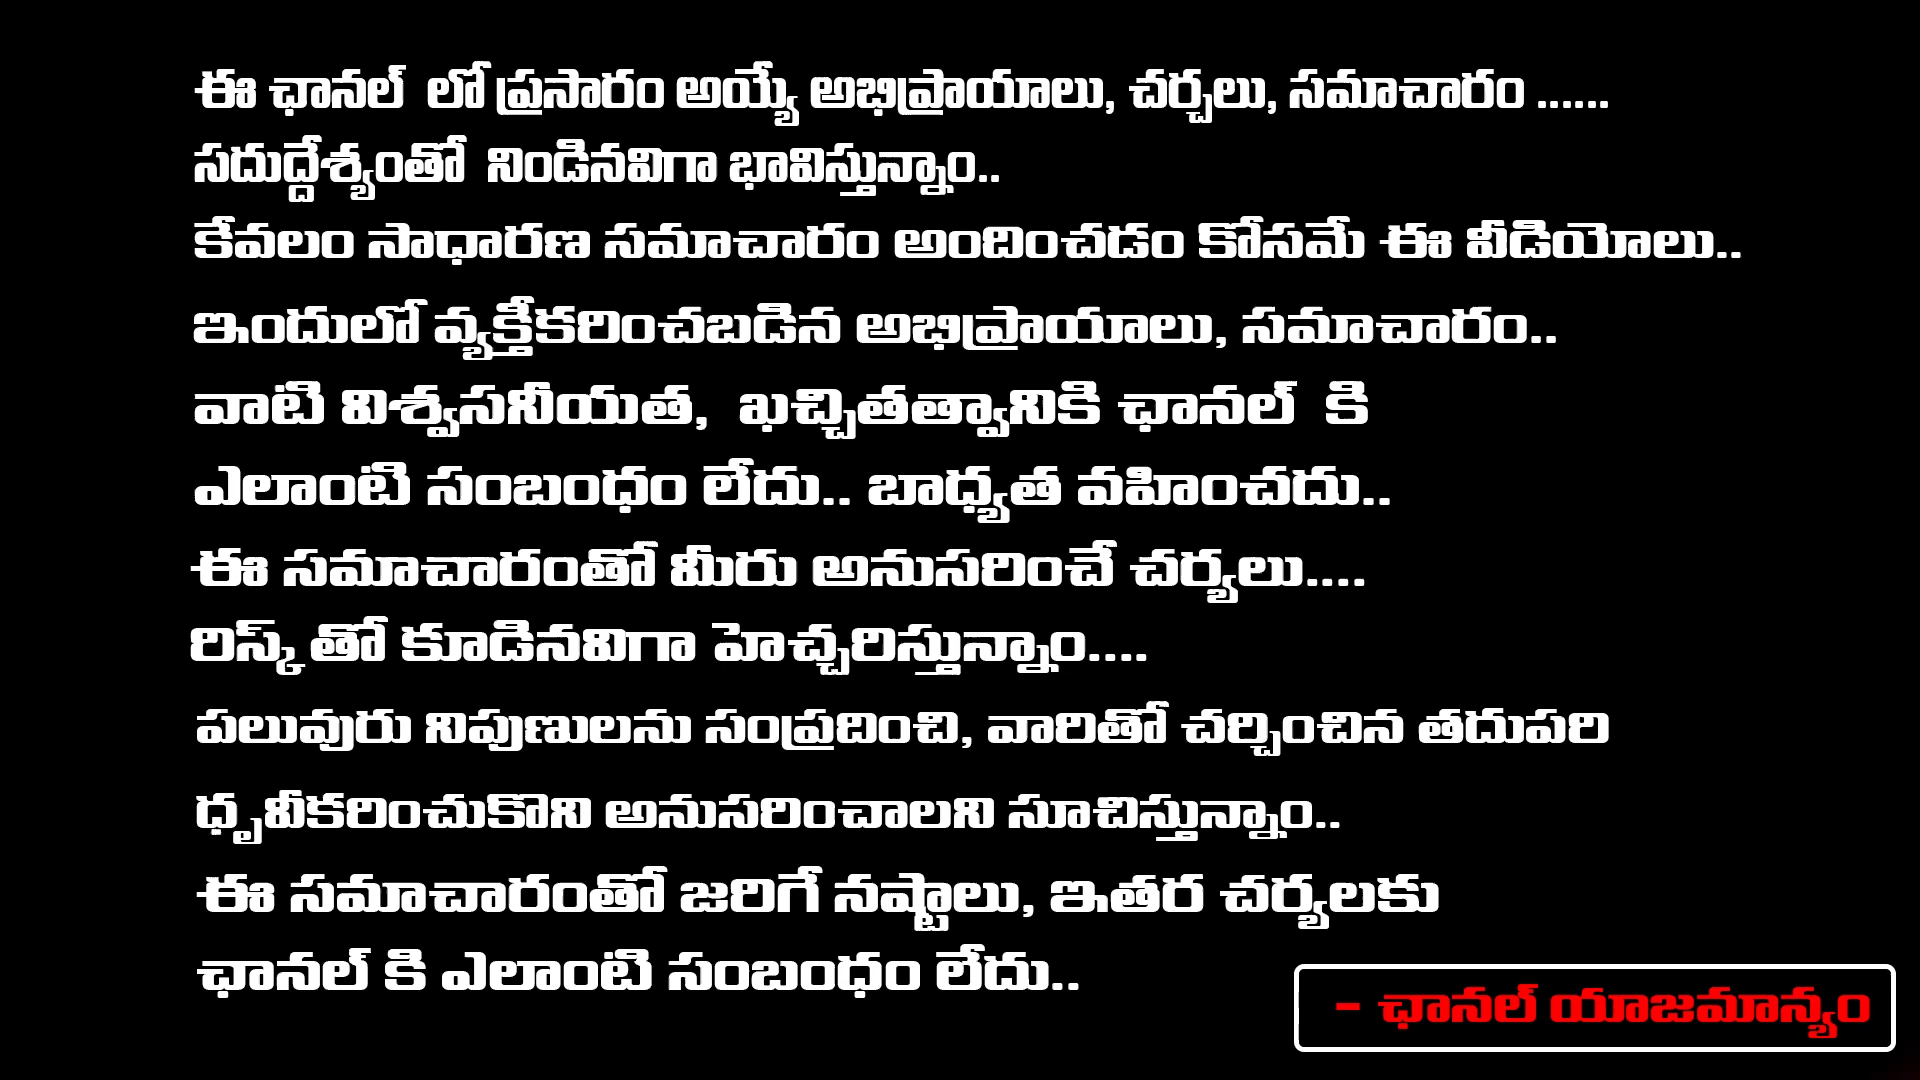 ఈ ఛానల్ లో ప్రసారం అయ్యే అభిప్రాయాలు, చర్చలు, సమాచారం ......
సదుద్దేశ్యంతో నిండినవిగా భావిస్తున్నాం..
కేవలం సాధారణ సమాచారం అందించడం కోసమే ఈ వీడియోలు..
ఇందులో వ్యక్తీకరించబడిన అభిప్రాయాలు, సమాచారం..
వాటి విశ్వసనీయత, ఖచ్చితత్వానికి ఛానల్ కి
ఎలాంటి సంబంధం లేదు.. బాధ్యత వహించదు..
ఈ సమాచారంతో మీరు అనుసరించే చర్యలు....
రిస్క్ తో కూడినవిగా హెచ్చరిస్తున్నాం....
పలువురు నిపుణులను సంప్రదించి, వారితో చర్చించిన తదుపరి
ధృవీకరించుకొని అనుసరించాలని సూచిస్తున్నాం..
ఈ సమాచారంతో జరిగే నష్టాలు, ఇతర చర్యలకు
ఛానల్ కి ఎలాంటి సంబంధం లేదు..
- ఛానల్ యాజమాన్యం